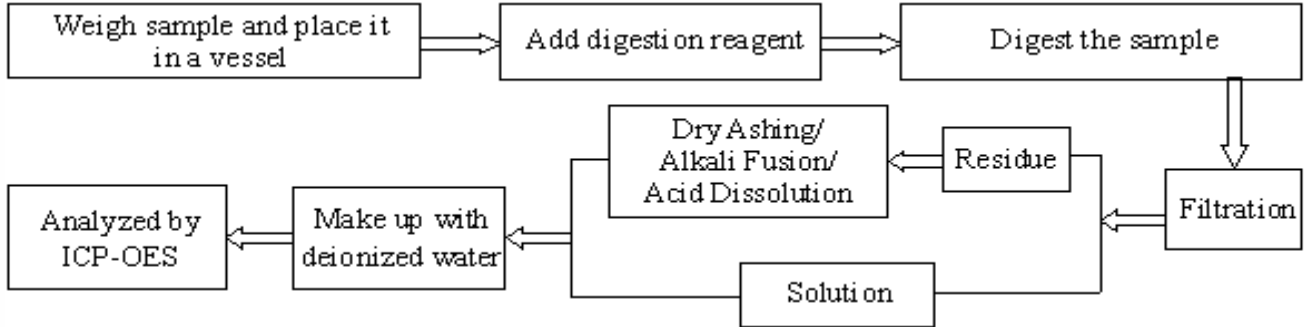 Weigh sample and place it
in a vessel
Add digestion reagent
Digest the sample
Filtration
Residue
Dry Ashing/
Alkali Fusion/
Acid Dissolution
Solution
Make up with
deionized water
Analyzed by
ICP-OES